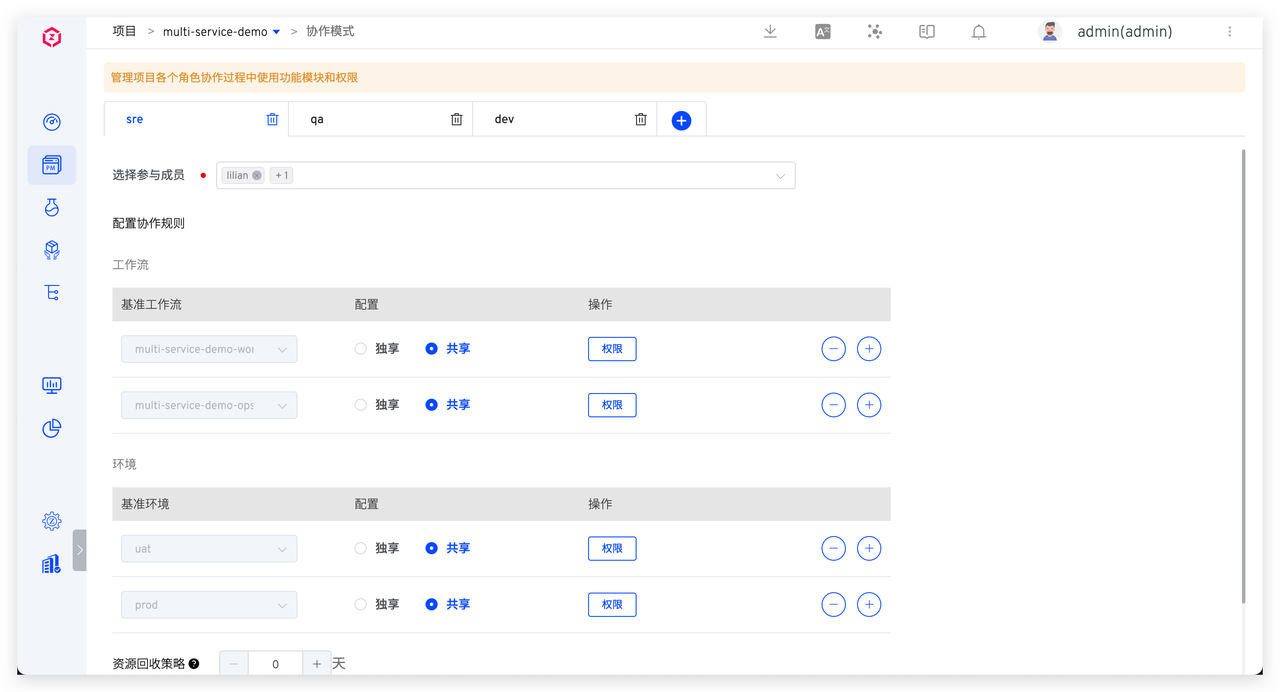 项目 > multi-service-demo > 协作模式
admin(admin)
管理项目各个角色协作过程中使用功能模块和权限
sre qa dev
选择参与成员 lilian + 1
配置协作规则
工作流
基准工作流 配置 操作
multi-service-demo-wor 独享 共享 权限
multi-service-demo-ops 独享 共享 权限
环境
基准环境 配置 操作
uat 独享 共享 权限
prod 独享 共享 权限
资源回收策略 ? − 0 + 天